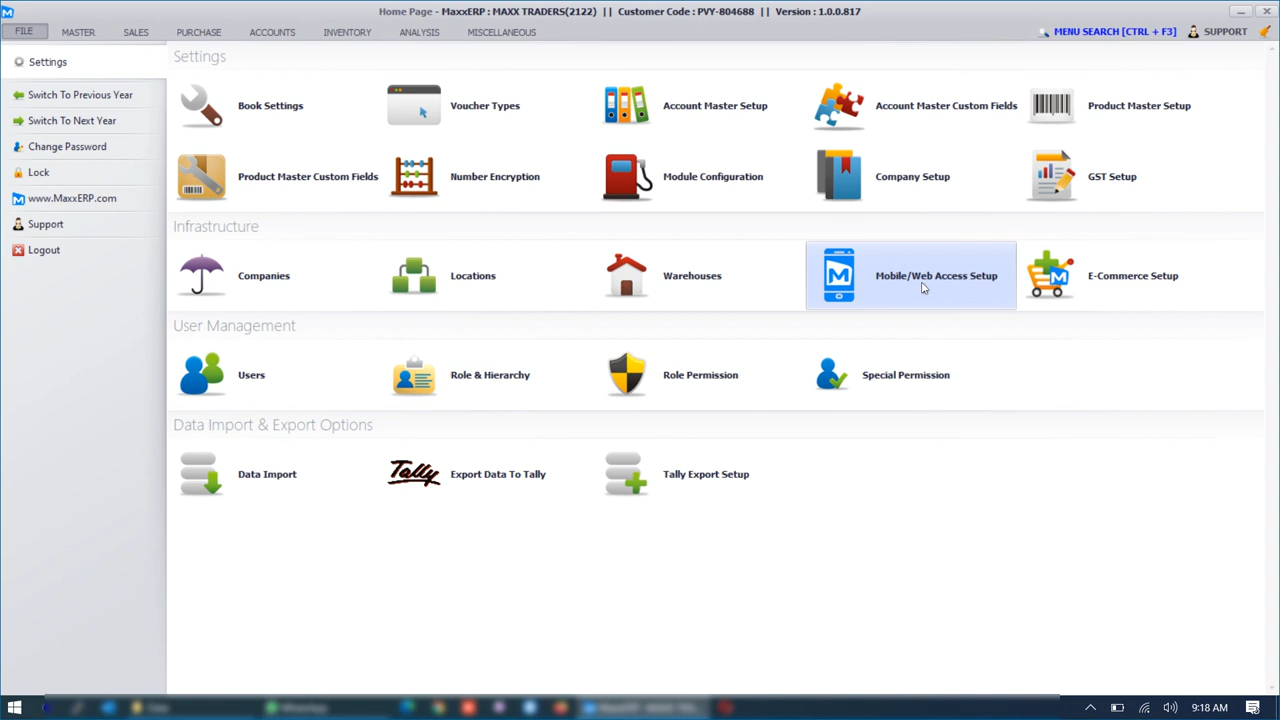 Home Page - MaxxERP : MAXX TRADERS(2122) || Customer Code : PVY-804688 || Version : 1.0.0.817
FILE MASTER SALES PURCHASE ACCOUNTS INVENTORY ANALYSIS MISCELLANEOUS MENU SEARCH [CTRL + F3] SUPPORT
Settings
Switch To Previous Year
Switch To Next Year
Change Password
Lock
www.MaxxERP.com
Support
Logout
Settings
Book Settings Voucher Types Account Master Setup Account Master Custom Fields Product Master Setup
Product Master Custom Fields Number Encryption Module Configuration Company Setup GST Setup
Infrastructure
Companies Locations Warehouses Mobile/Web Access Setup E-Commerce Setup
User Management
Users Role & Hierarchy Role Permission Special Permission
Data Import & Export Options
Data Import Tally Export Data To Tally Tally Export Setup
9:18 AM